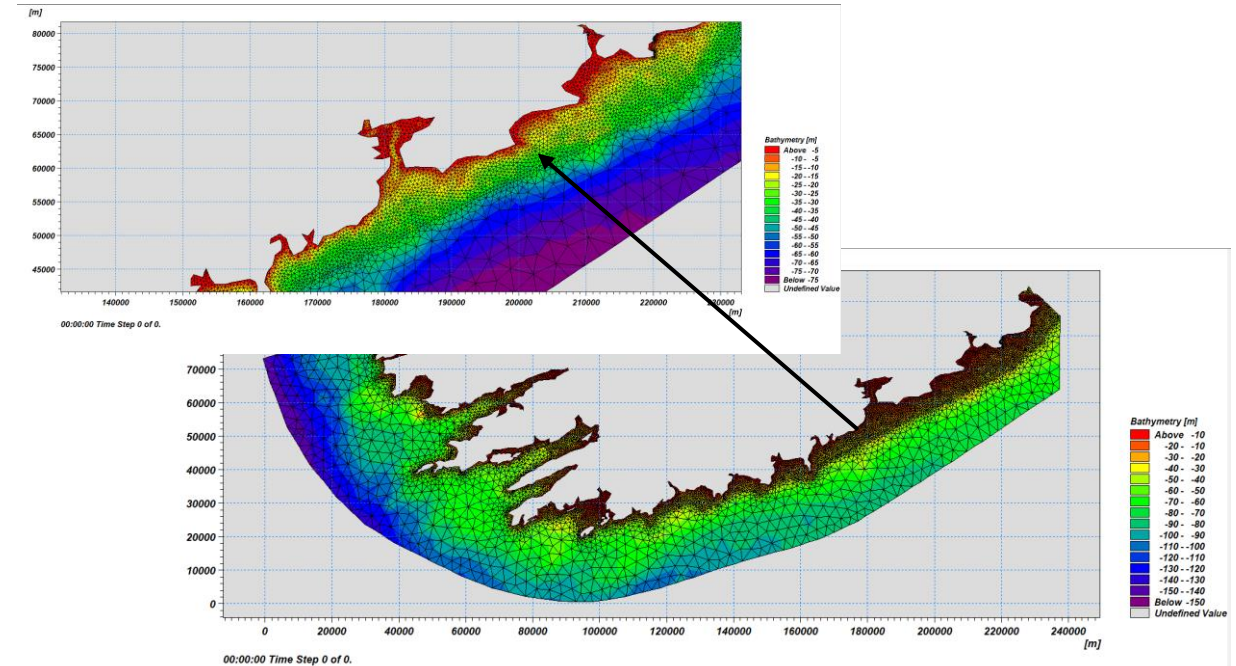 [m]
80000
75000
70000
65000
60000
55000
50000
45000
140000 150000 160000 170000 180000 190000 200000 210000 220000 230000
[m]
00:00:00 Time Step 0 of 0.
Bathymetry [m]
Above -5
-10 - -5
-15 - -10
-20 - -15
-25 - -20
-30 - -25
-35 - -30
-40 - -35
-45 - -40
-50 - -45
-55 - -50
-60 - -55
-65 - -60
-70 - -65
-75 - -70
Below -75
Undefined Value
70000
60000
50000
40000
30000
20000
10000
0
0 20000 40000 60000 80000 100000 120000 140000 160000 180000 200000 220000 240000
[m]
00:00:00 Time Step 0 of 0.
Bathymetry [m]
Above -10
-20 - -10
-30 - -20
-40 - -30
-50 - -40
-60 - -50
-70 - -60
-80 - -70
-90 - -80
-100 - -90
-110 - -100
-120 - -110
-130 - -120
-140 - -130
-150 - -140
Below -150
Undefined Value